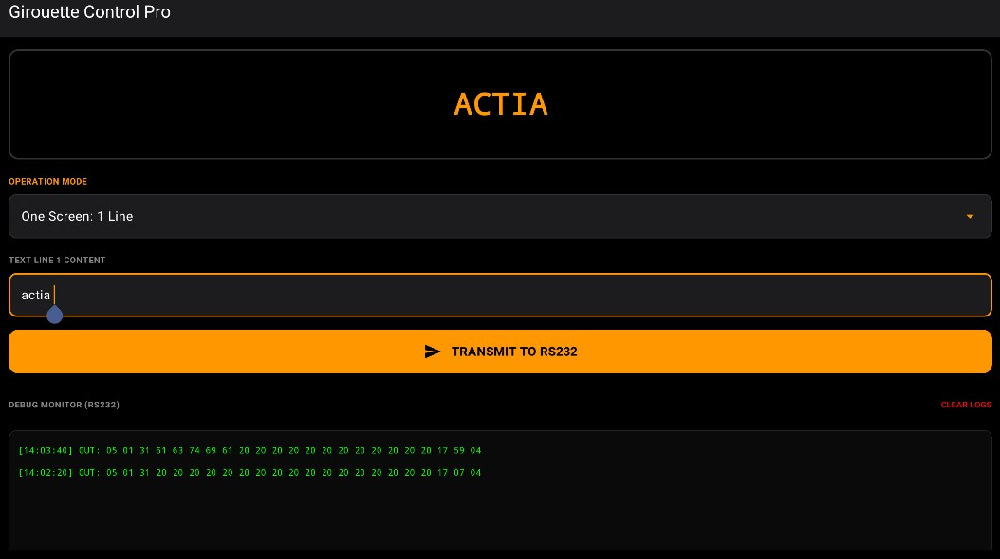 Girouette Control Pro
ACTIA
OPERATION MODE
One Screen: 1 Line
TEXT LINE 1 CONTENT
actia
TRANSMIT TO RS232
DEBUG MONITOR (RS232)
CLEAR LOGS
[14:03:40] OUT: 05 01 31 61 63 74 69 61 20 20 20 20 20 20 20 20 20 20 20 20 17 59 04
[14:02:20] OUT: 05 01 31 20 20 20 20 20 20 20 20 20 20 20 20 20 20 20 20 20 17 07 04